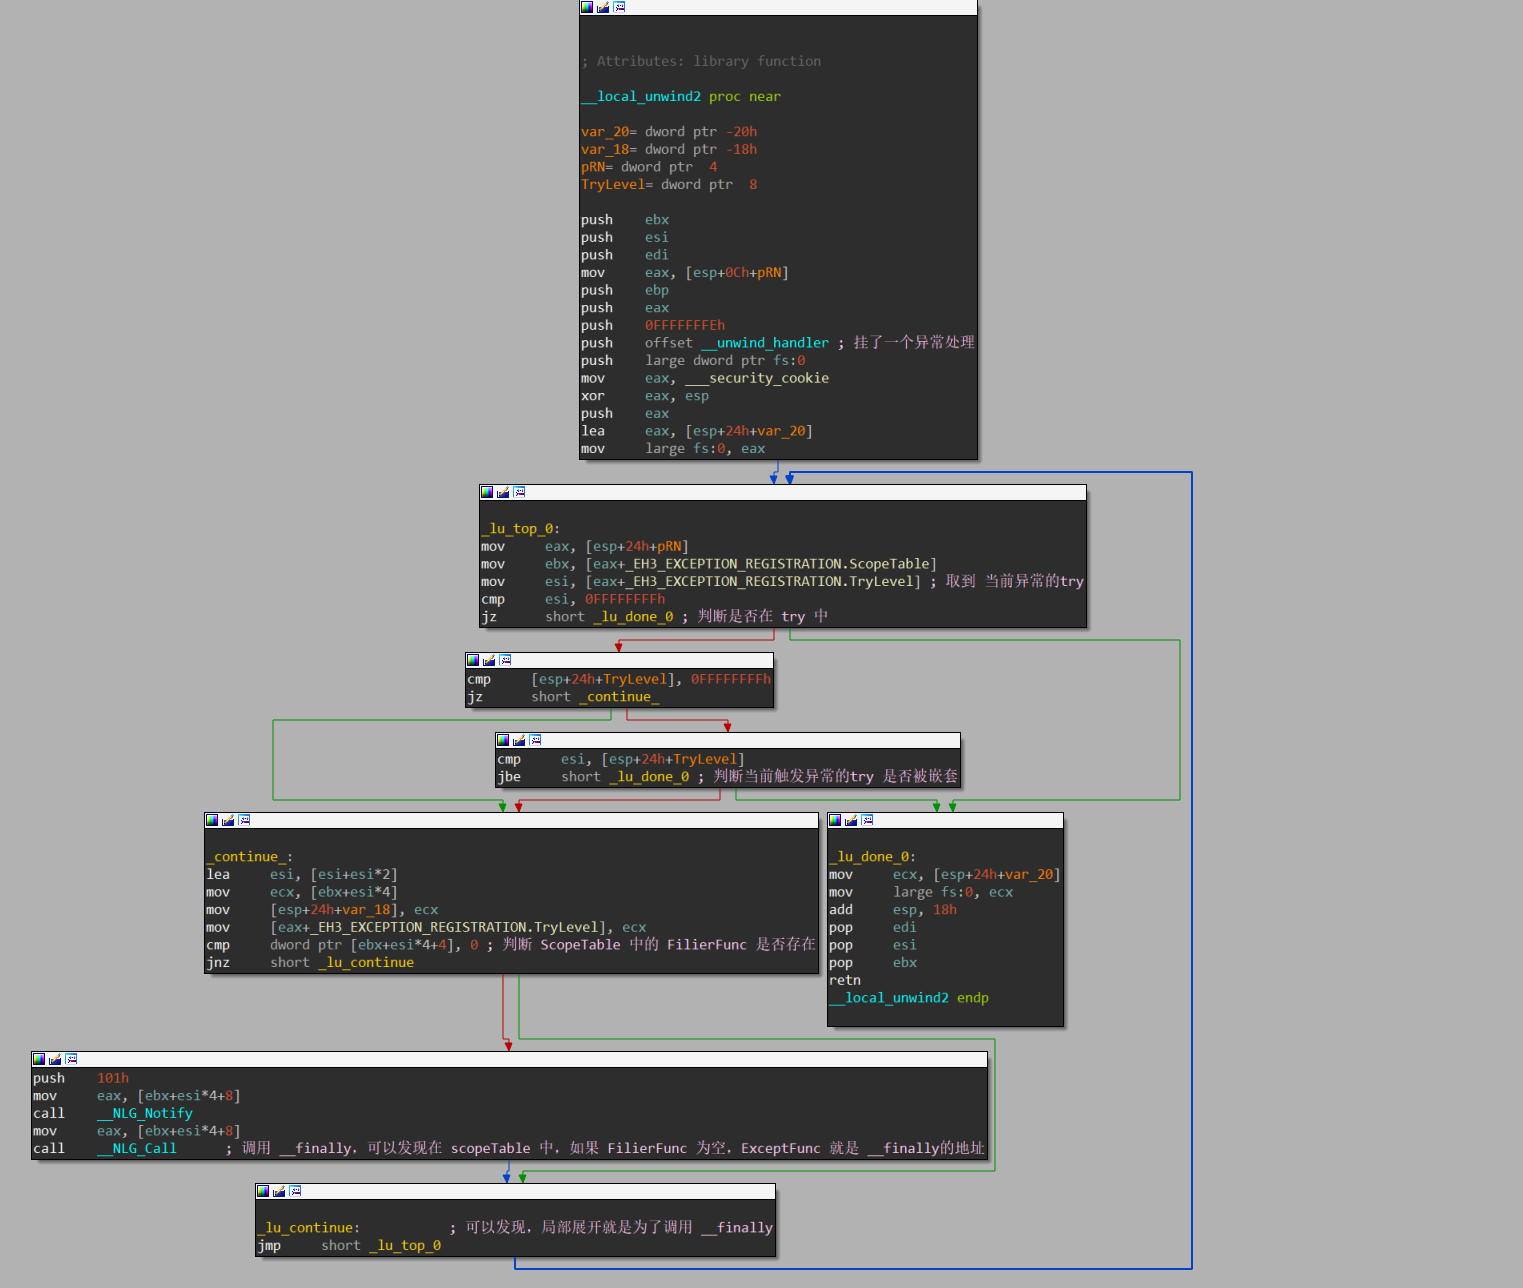 ; Attributes: library function
__local_unwind2 proc near
var_20= dword ptr -20h
var_18= dword ptr -18h
pRN= dword ptr  4
TryLevel= dword ptr  8
push    ebx
push    esi
push    edi
mov     eax, [esp+0Ch+pRN]
push    ebp
push    eax
push    0FFFFFFFEh
push    offset __unwind_handler ; 挂了一个异常处理
push    large dword ptr fs:0
mov     eax, ___security_cookie
xor     eax, esp
push    eax
lea     eax, [esp+24h+var_20]
mov     large fs:0, eax
_lu_top_0:
mov     eax, [esp+24h+pRN]
mov     ebx, [eax+_EH3_EXCEPTION_REGISTRATION.ScopeTable]
mov     esi, [eax+_EH3_EXCEPTION_REGISTRATION.TryLevel] ; 取到 当前异常的try
cmp     esi, 0FFFFFFFFh
jz      short _lu_done_0 ; 判断是否在 try 中
cmp     [esp+24h+TryLevel], 0FFFFFFFFh
jz      short _continue_
cmp     esi, [esp+24h+TryLevel]
jbe     short _lu_done_0 ; 判断当前触发异常的try 是否被嵌套
_continue_:
lea     esi, [esi+esi*2]
mov     ecx, [ebx+esi*4]
mov     [esp+24h+var_18], ecx
mov     [eax+_EH3_EXCEPTION_REGISTRATION.TryLevel], ecx
cmp     dword ptr [ebx+esi*4+4], 0 ; 判断 ScopeTable 中的 FilierFunc 是否存在
jnz     short _lu_continue
_lu_done_0:
mov     ecx, [esp+24h+var_20]
mov     large fs:0, ecx
add     esp, 18h
pop     edi
pop     esi
pop     ebx
retn
__local_unwind2 endp
push    101h
mov     eax, [ebx+esi*4+8]
call    __NLG_Notify
mov     eax, [ebx+esi*4+8]
call    __NLG_Call      ; 调用 __finally，可以发现在 scopeTable 中，如果 FilierFunc 为空，ExceptFunc 就是 __finally的地址
_lu_continue:           ; 可以发现，局部展开就是为了调用 __finally
jmp     short _lu_top_0